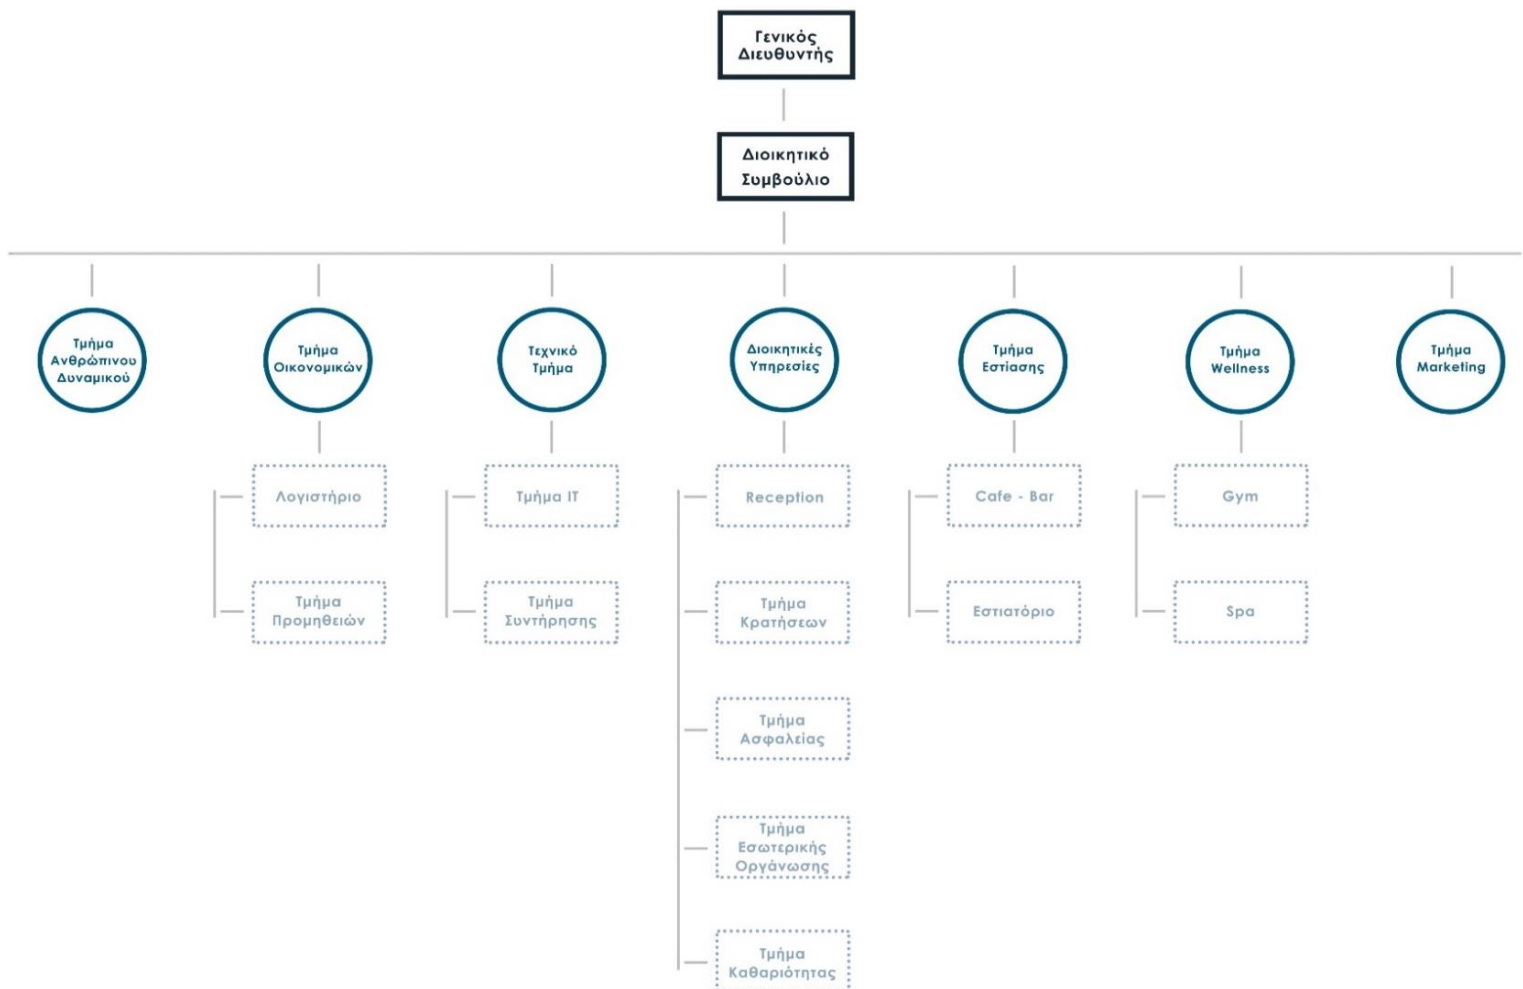 Γενικός
Διευθυντής
Διοικητικό
Συμβούλιο
Τμήμα
Ανθρώπινου
Δυναμικού
Τμήμα
Οικονομικών
Τεχνικό
Τμήμα
Διοικητικές
Υπηρεσίες
Τμήμα
Εστίασης
Τμήμα
Wellness
Τμήμα
Marketing
Λογιστήριο
Τμήμα IT
Reception
Cafe - Bar
Gym
Τμήμα
Προμηθειών
Τμήμα
Συντήρησης
Τμήμα
Κρατήσεων
Εστιατόριο
Spa
Τμήμα
Ασφαλείας
Τμήμα
Εσωτερικής
Οργάνωσης
Τμήμα
Καθαριότητας